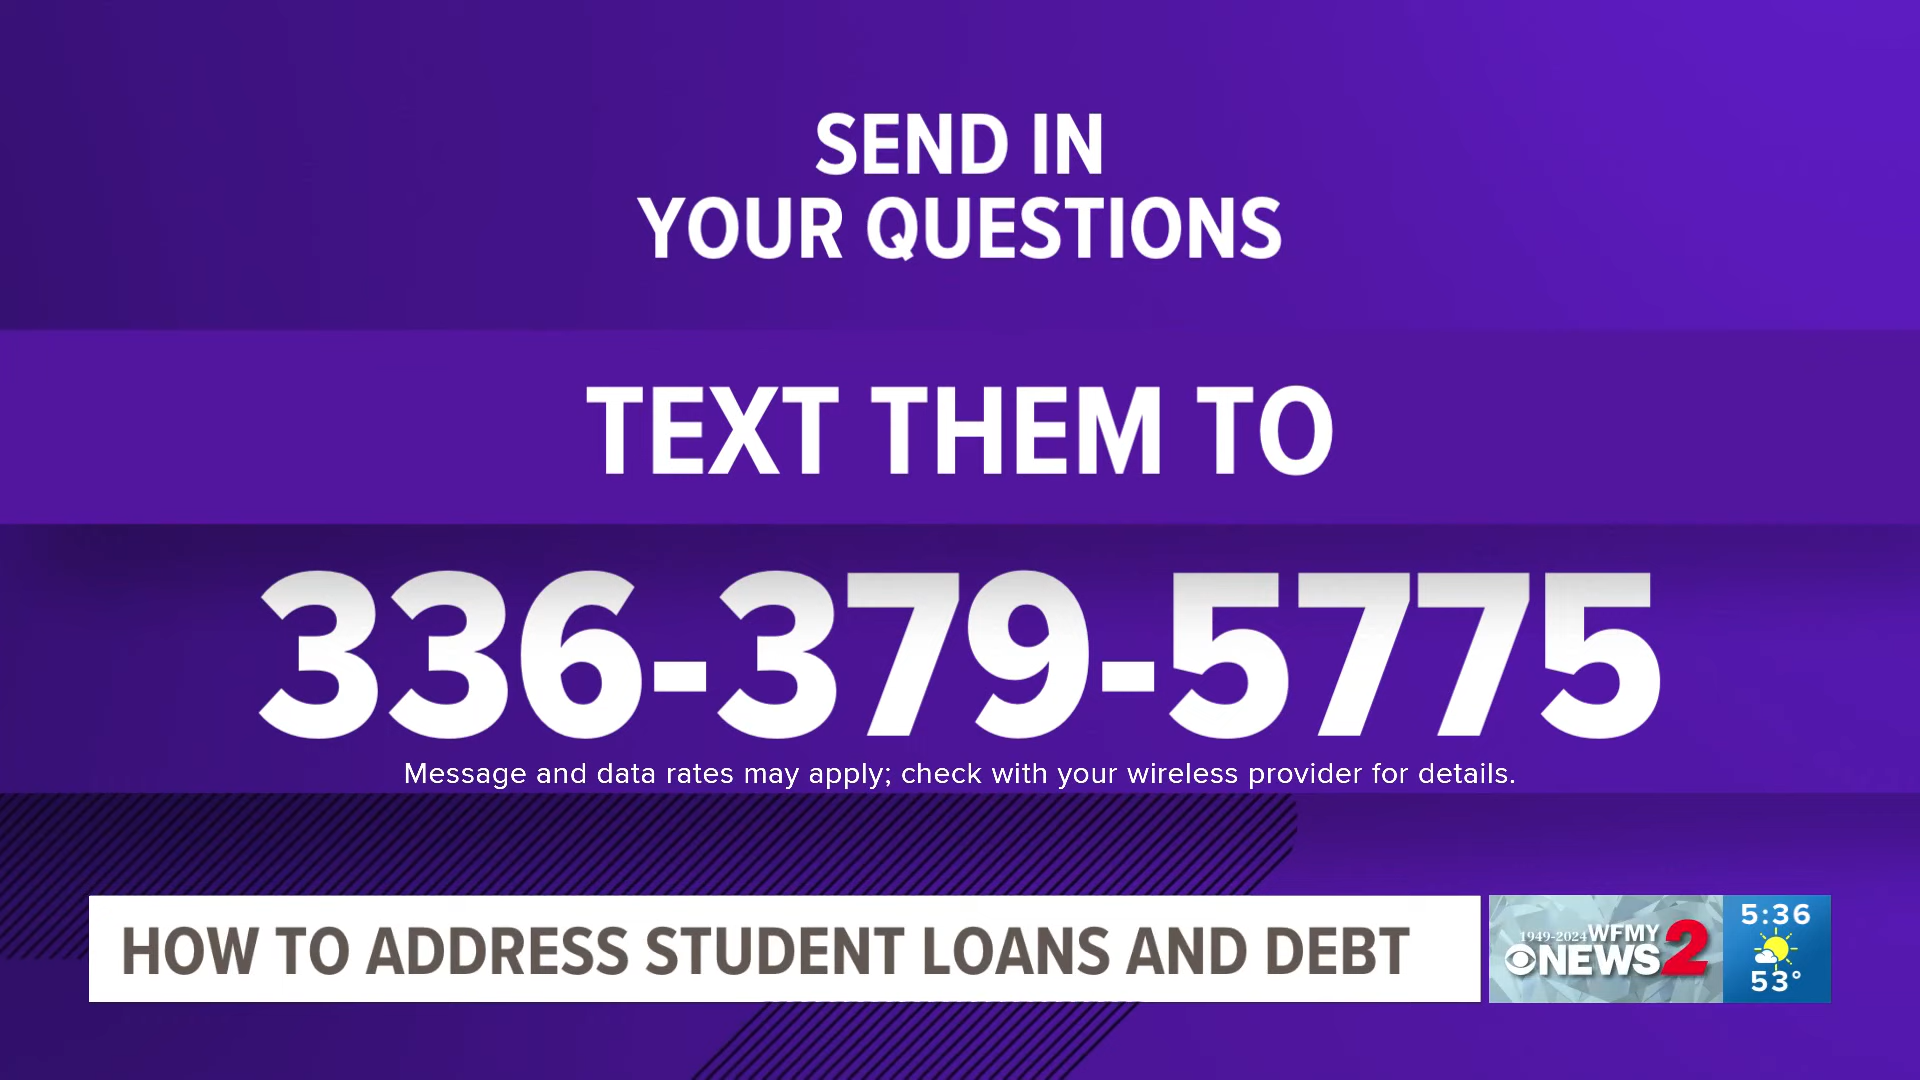 SEND IN
YOUR QUESTIONS
TEXT THEM TO
336-379-5775
Message and data rates may apply; check with your wireless provider for details.
HOW TO ADDRESS STUDENT LOANS AND DEBT
1949-2024 WFMY
NEWS 2
5:36
53°